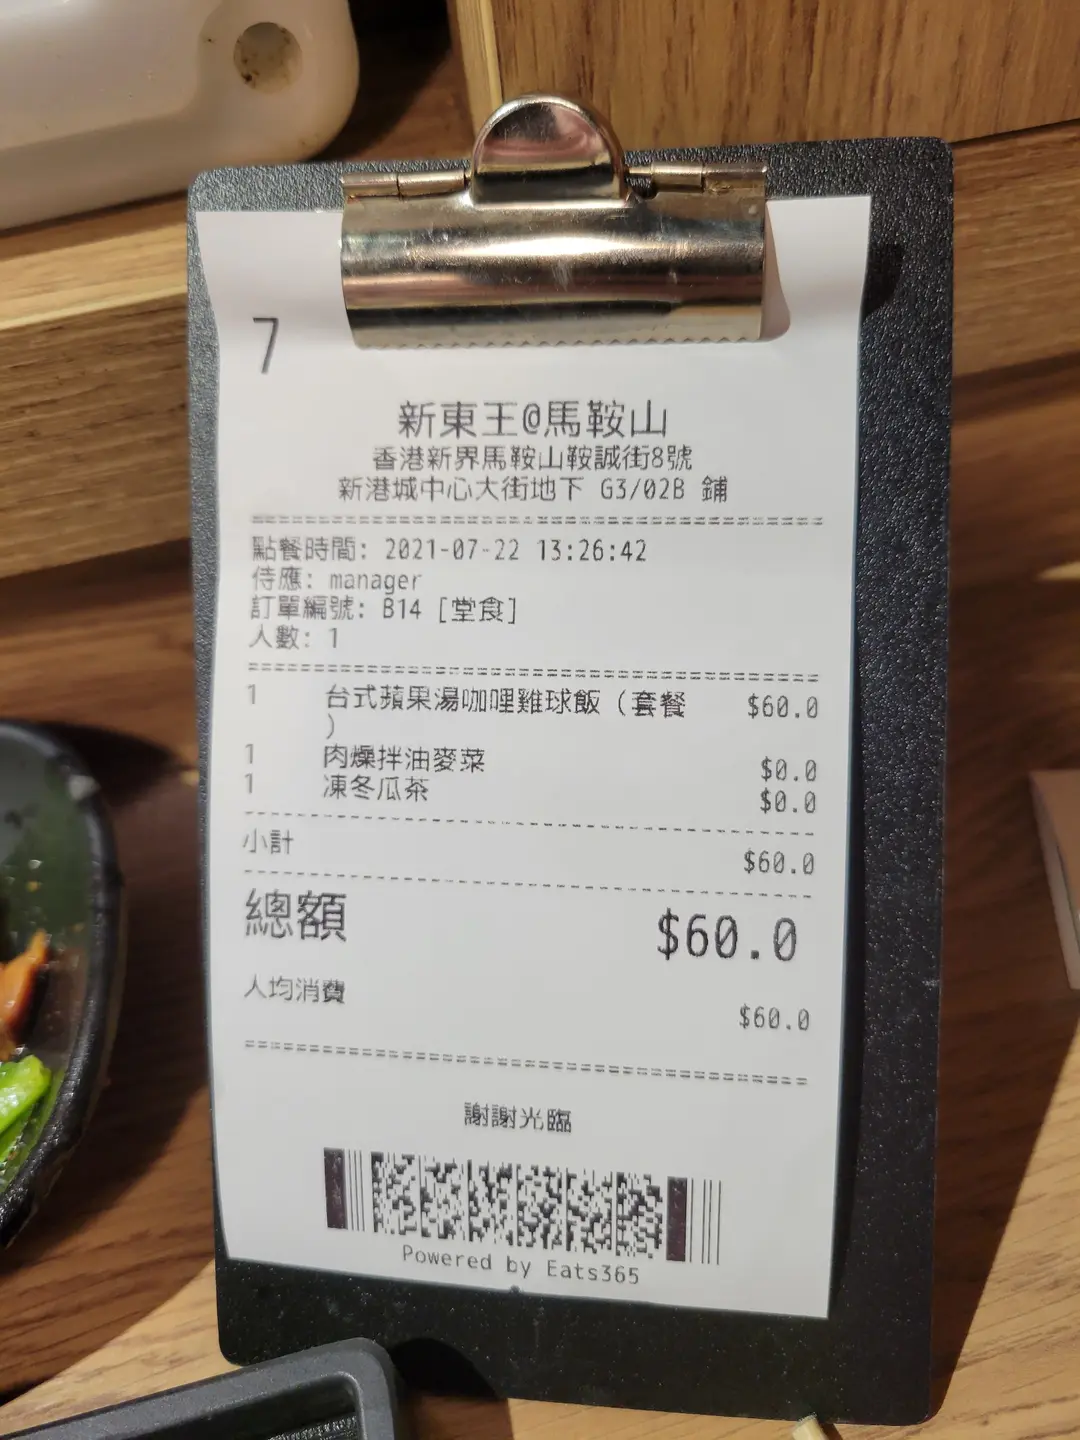 7
新東王@馬鞍山
香港新界馬鞍山鞍誠街8號
新港城中心大街地下 G3/02B 鋪
點餐時間: 2021-07-22 13:26:42
侍應: manager
訂單編號: B14 [堂食]
人數: 1
1 台式蘋果湯咖哩雞球飯（套餐 $60.0
）
1 肉燥拌油麥菜 $0.0
1 凍冬瓜茶 $0.0
小計 $60.0
總額 $60.0
人均消費 $60.0
謝謝光臨
Powered by Eats365